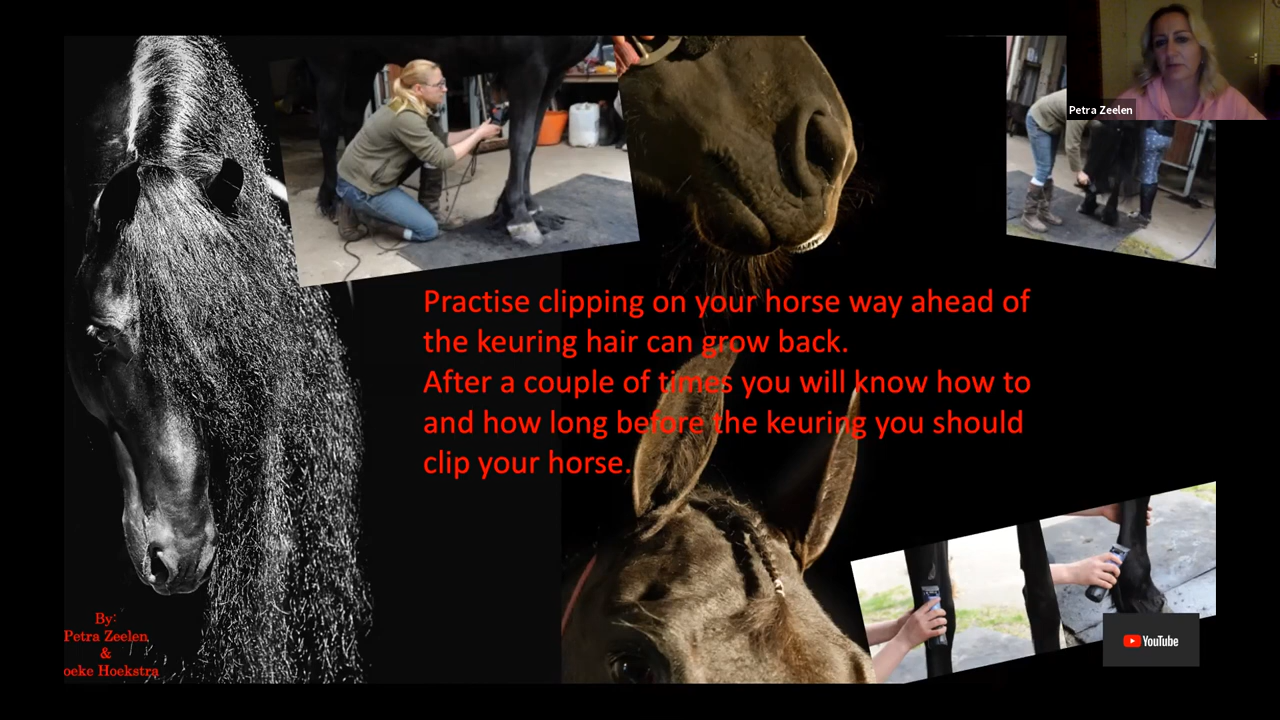 Petra Zeelen
Practise clipping on your horse way ahead of
the keuring hair can grow back.
After a couple of times you will know how to
and how long before the keuring you should
clip your horse.
By:
Petra Zeelen
&
oeke Hoekstra
YouTube